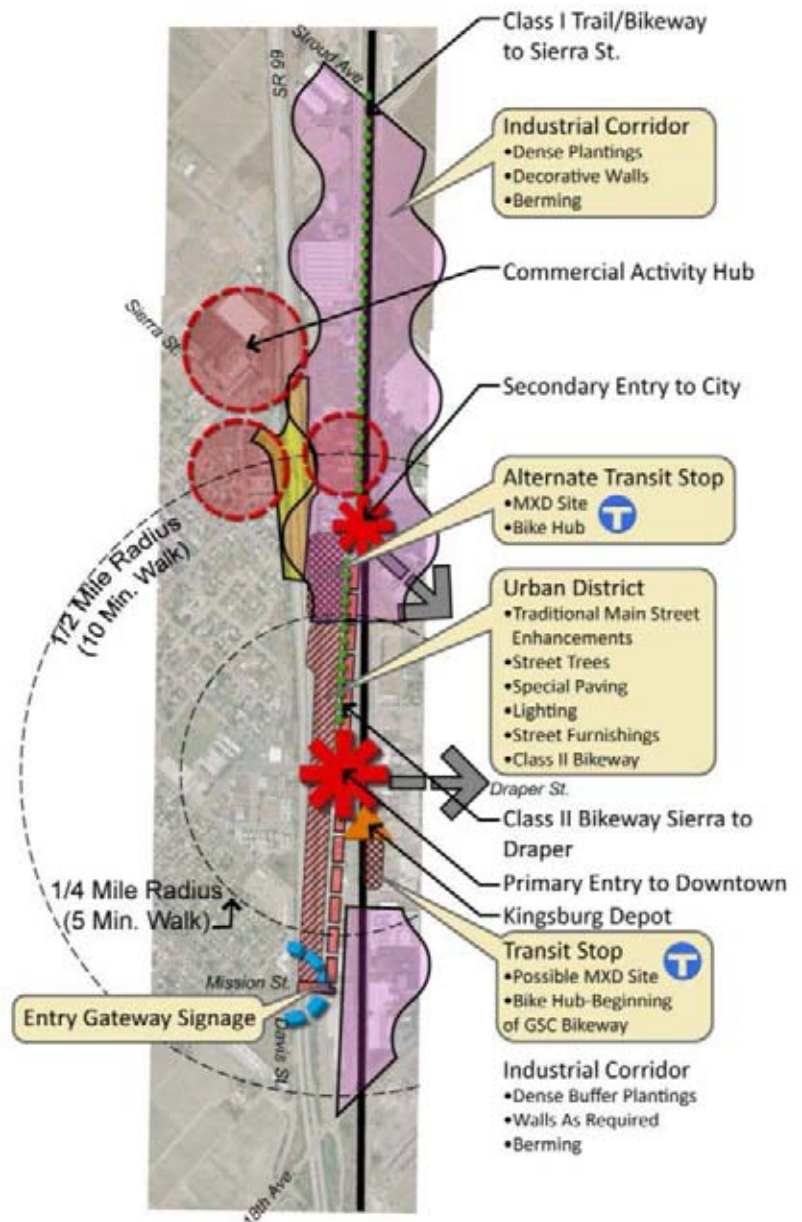 Class I Trail/Bikeway
to Sierra St.
Stroud Ave
SR 99
Industrial Corridor
•Dense Plantings
•Decorative Walls
•Berming
Commercial Activity Hub
Sierra St.
Secondary Entry to City
Alternate Transit Stop
•MXD Site
•Bike Hub
T
1/2 Mile Radius
(10 Min. Walk)
Urban District
•Traditional Main Street
Enhancements
•Street Trees
•Special Paving
•Lighting
•Street Furnishings
•Class II Bikeway
Draper St.
Class II Bikeway Sierra to
Draper
Primary Entry to Downtown
1/4 Mile Radius
(5 Min. Walk)
Kingsburg Depot
Transit Stop
T
•Possible MXD Site
•Bike Hub-Beginning
of GSC Bikeway
Mission St.
Entry Gateway Signage
Davis St.
Industrial Corridor
•Dense Buffer Plantings
•Walls As Required
•Berming
18th Ave